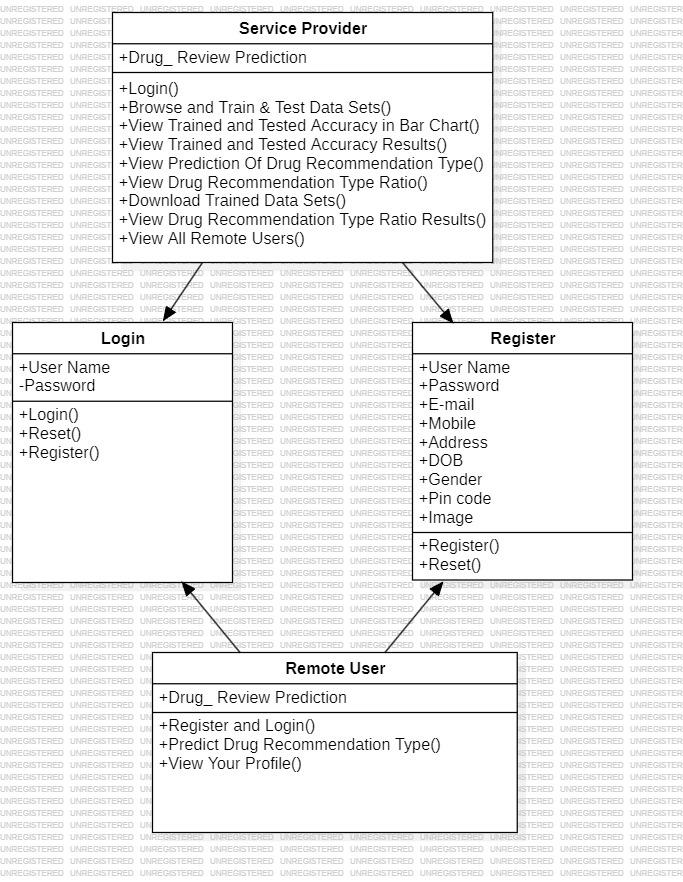 Service Provider
+Drug_ Review Prediction
+Login()
+Browse and Train & Test Data Sets()
+View Trained and Tested Accuracy in Bar Chart()
+View Trained and Tested Accuracy Results()
+View Prediction Of Drug Recommendation Type()
+View Drug Recommendation Type Ratio()
+Download Trained Data Sets()
+View Drug Recommendation Type Ratio Results()
+View All Remote Users()
Login
+User Name
-Password
+Login()
+Reset()
+Register()
Register
+User Name
+Password
+E-mail
+Mobile
+Address
+DOB
+Gender
+Pin code
+Image
+Register()
+Reset()
Remote User
+Drug_ Review Prediction
+Register and Login()
+Predict Drug Recommendation Type()
+View Your Profile()
UNREGISTERED